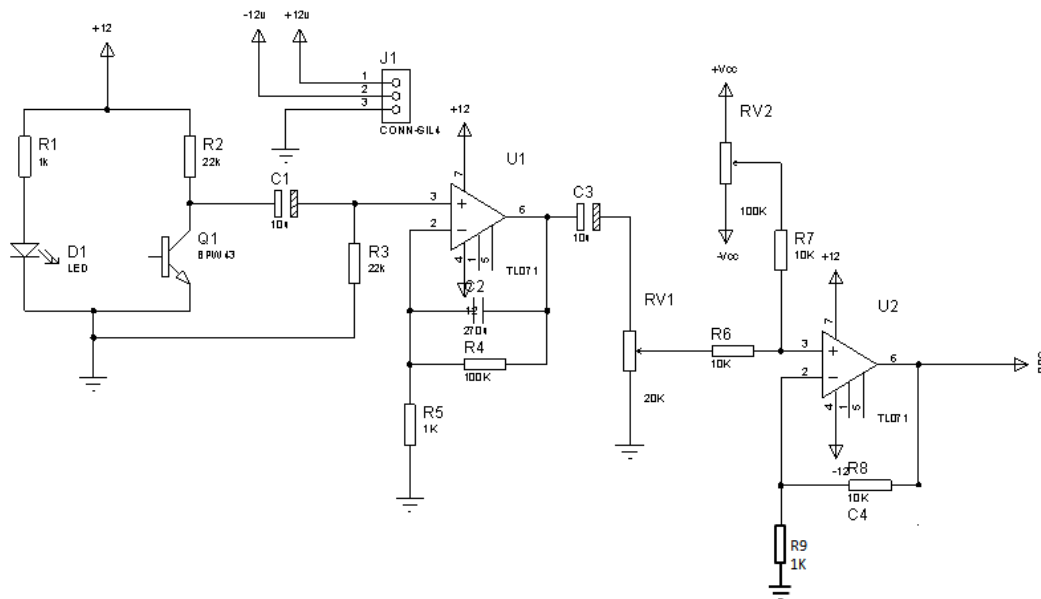 -12u
+12u
+12
J1
1
2
3
CONN-SIL4
+12
+Vcc
RV2
R1
1k
R2
22k
C1
10u
7
U1
3
6
2
4
1
5
TL071
C3
10u
100K
-Vcc
D1
LED
Q1
BPW43
R3
22k
R7
10K
+12
C2
270n
RV1
20K
R6
10K
U2
7
3
6
2
4
1
5
TL071
R4
100K
R5
1K
-12
R8
10K
C4
R9
1K